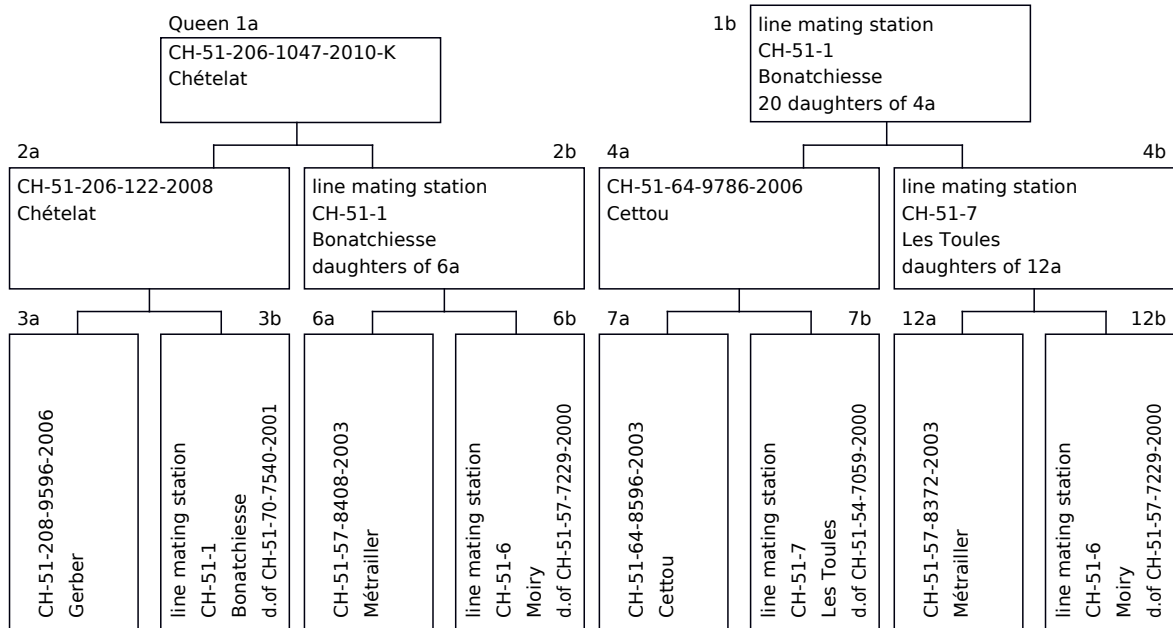 Queen 1a
CH-51-206-1047-2010-K
Chételat
1b
line mating station
CH-51-1
Bonatchiesse
20 daughters of 4a
2a
CH-51-206-122-2008
Chételat
2b
line mating station
CH-51-1
Bonatchiesse
daughters of 6a
4a
CH-51-64-9786-2006
Cettou
4b
line mating station
CH-51-7
Les Toules
daughters of 12a
3a
CH-51-208-9596-2006
Gerber
3b
line mating station
CH-51-1
Bonatchiesse
d.of CH-51-70-7540-2001
6a
CH-51-57-8408-2003
Métrailler
6b
line mating station
CH-51-6
Moiry
d.of CH-51-57-7229-2000
7a
CH-51-64-8596-2003
Cettou
7b
line mating station
CH-51-7
Les Toules
d.of CH-51-54-7059-2000
12a
CH-51-57-8372-2003
Métrailler
12b
line mating station
CH-51-6
Moiry
d.of CH-51-57-7229-2000